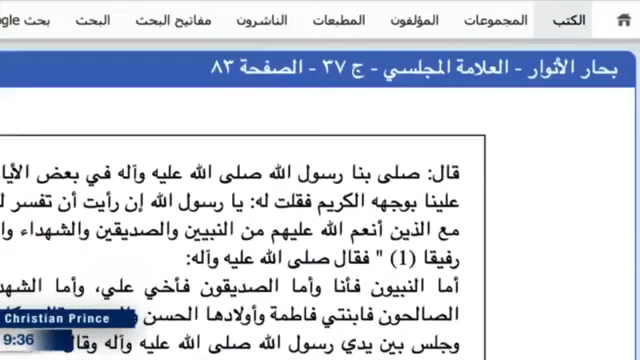 الكتب المجموعات المؤلفون المطبعات الناشرون مفاتيح البحث البحث بحث
بحار الأنوار - العلامة المجلسي - ج ٣٧ - الصفحة ٨٣
قال: صلى بنا رسول الله صلى الله عليه وآله في بعض
علينا بوجهه الكريم فقلت له: يا رسول الله إن رأيت أن تفسر
مع الذين أنعم الله عليهم من النبيين والصديقين والشهداء
رفيقا (1) " فقال صلى الله عليه وآله:
أما النبيون فأنا وأما الصديقون فأخي علي، وأما
الصالحون فابنتي فاطمة وأولادها الحسن
Christian Prince
وجلس بين يدي رسول الله صلى الله عليه وآله
9:36